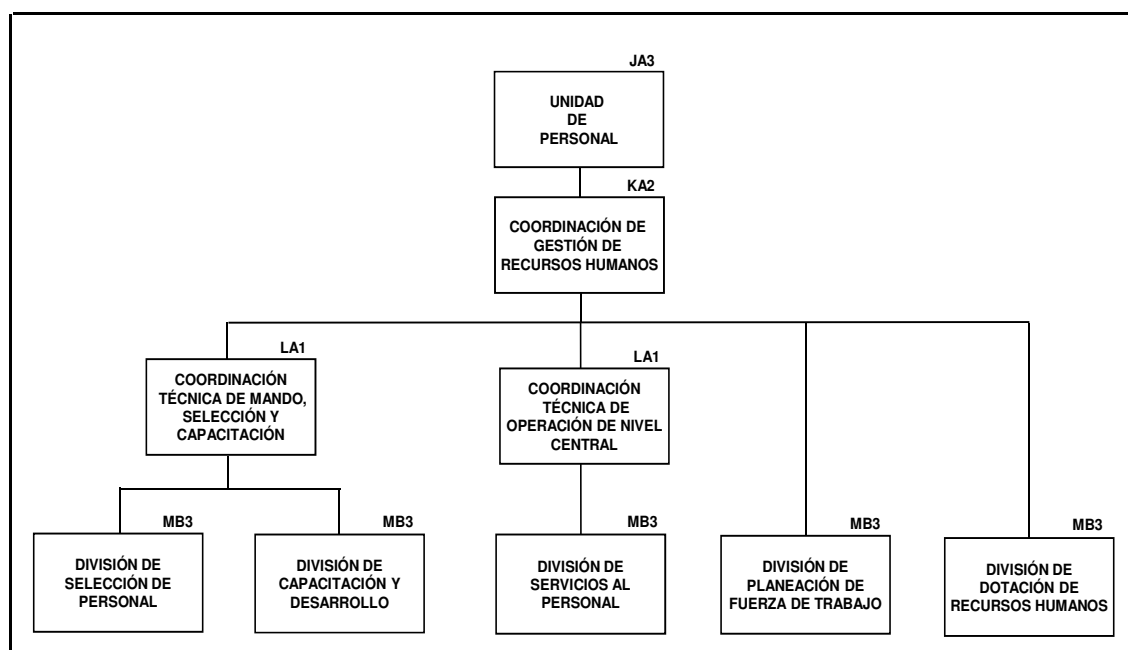 JA3
UNIDAD
DE
PERSONAL
KA2
COORDINACIÓN DE
GESTIÓN DE
RECURSOS HUMANOS
LA1
COORDINACIÓN
TÉCNICA DE MANDO,
SELECCIÓN Y
CAPACITACIÓN
LA1
COORDINACIÓN
TÉCNICA DE
OPERACIÓN DE NIVEL
CENTRAL
MB3
DIVISIÓN DE
SELECCIÓN DE
PERSONAL
MB3
DIVISIÓN DE
CAPACITACIÓN Y
DESARROLLO
MB3
DIVISIÓN DE
SERVICIOS AL
PERSONAL
MB3
DIVISIÓN DE
PLANEACIÓN DE
FUERZA DE TRABAJO
MB3
DIVISIÓN DE
DOTACIÓN DE
RECURSOS HUMANOS